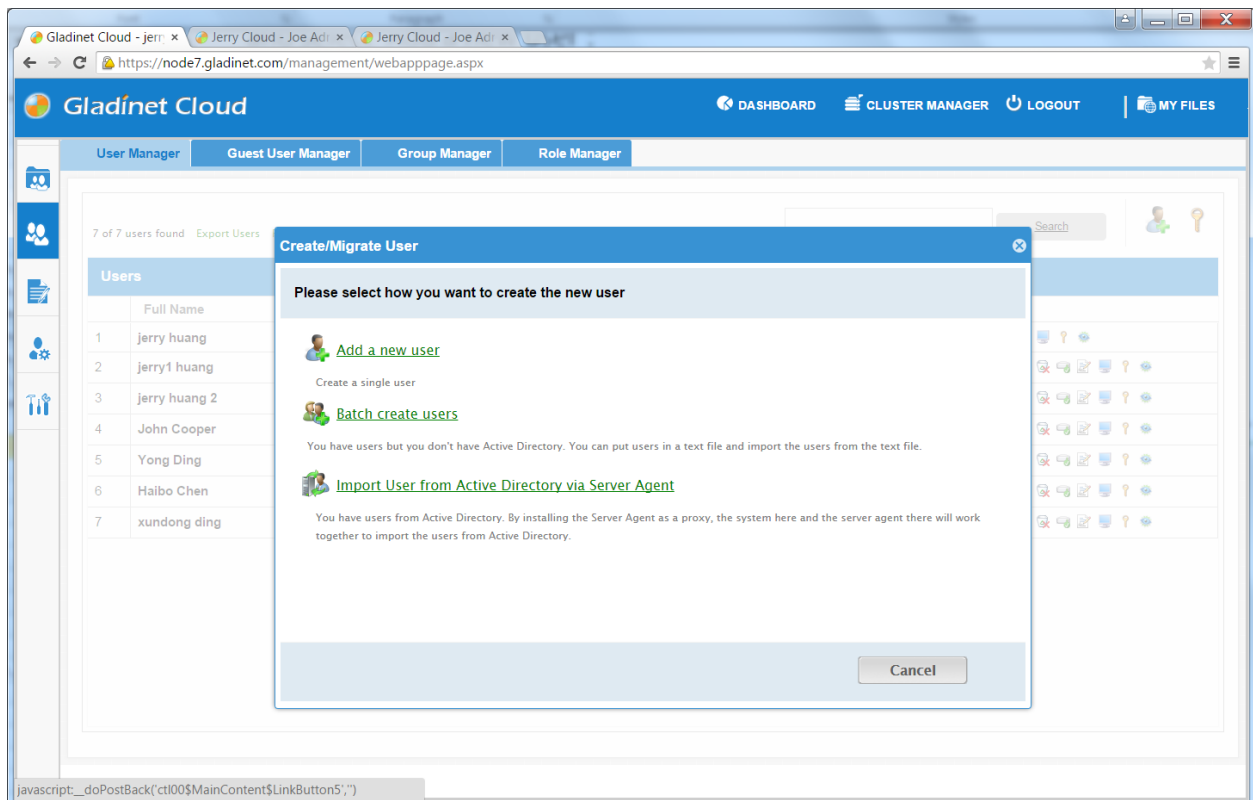 Gladinet Cloud - jerr
Jerry Cloud - Joe Adr
Jerry Cloud - Joe Adr
https://node7.gladinet.com/management/webapppage.aspx
Gladinet Cloud
DASHBOARD
CLUSTER MANAGER
LOGOUT
MY FILES
User Manager
Guest User Manager
Group Manager
Role Manager
7 of 7 users found Export Users
Search
Create/Migrate User
Users
Please select how you want to create the new user
Full Name
1 jerry huang
2 jerry1 huang
3 jerry huang 2
4 John Cooper
5 Yong Ding
6 Haibo Chen
7 xundong ding
Add a new user
Create a single user
Batch create users
You have users but you don't have Active Directory. You can put users in a text file and import the users from the text file.
Import User from Active Directory via Server Agent
You have users from Active Directory. By installing the Server Agent as a proxy, the system here and the server agent there will work
together to import the users from Active Directory.
Cancel
javascript:__doPostBack('ctl00$MainContent$LinkButton5','')